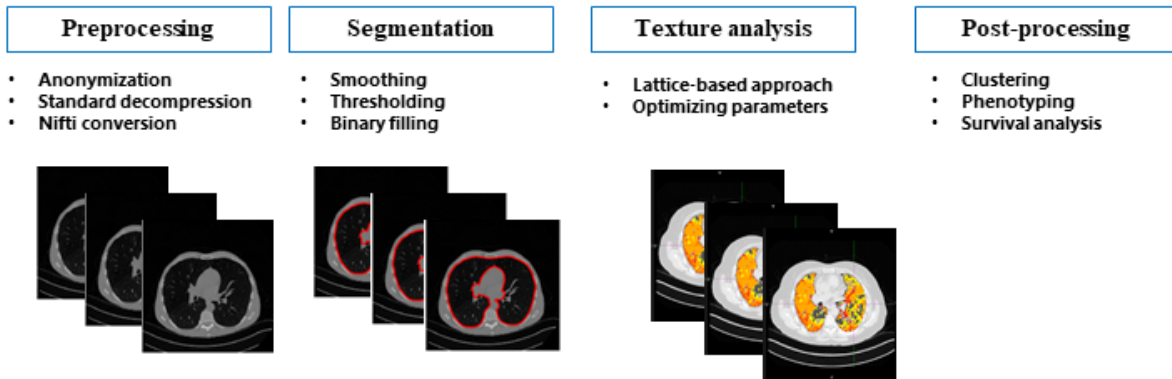 Preprocessing
• Anonymization
• Standard decompression
• Nifti conversion
Segmentation
• Smoothing
• Thresholding
• Binary filling
Texture analysis
• Lattice-based approach
• Optimizing parameters
Post-processing
• Clustering
• Phenotyping
• Survival analysis